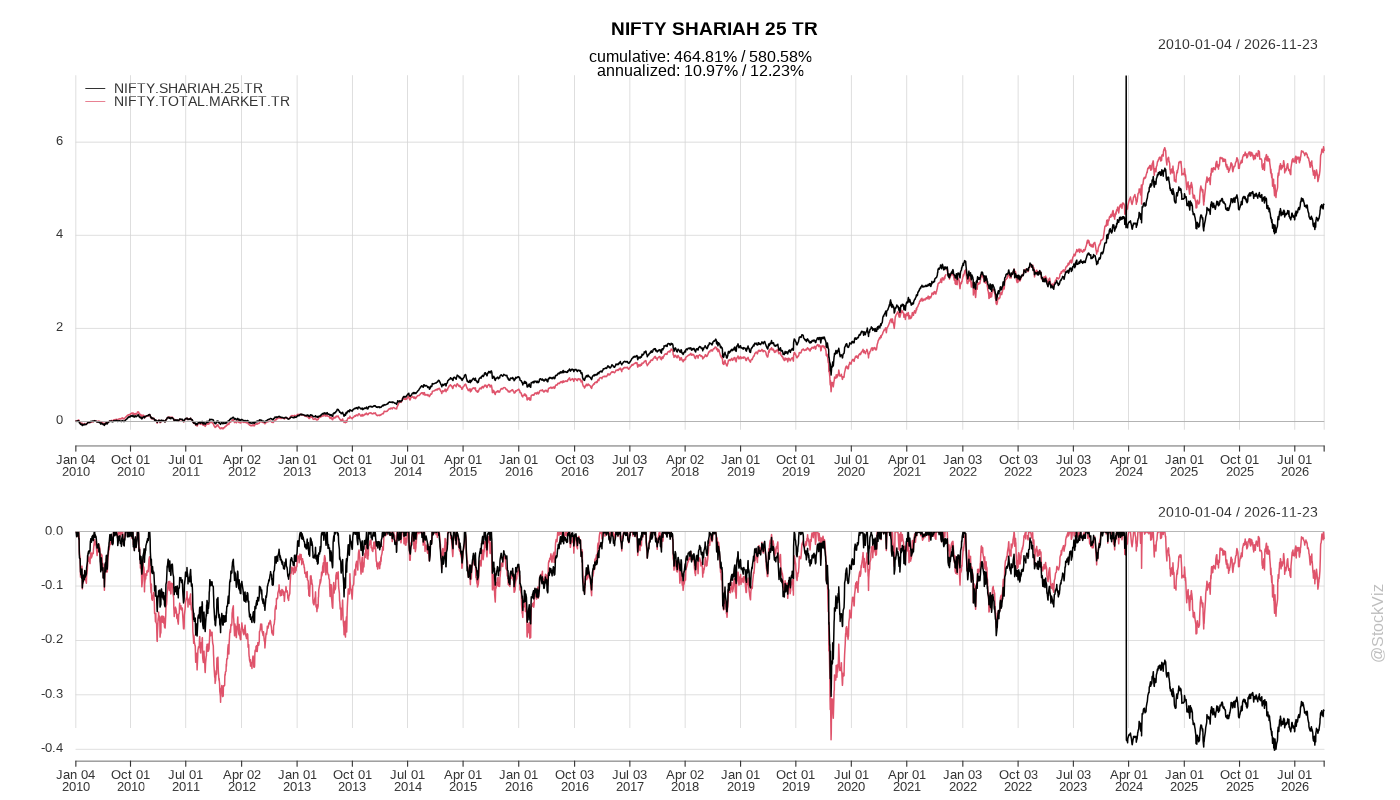 NIFTY SHARIAH 25 TR
cumulative: 464.81% / 580.58%
annualized: 10.97% / 12.23%
2010-01-04 / 2026-11-23
NIFTY.SHARIAH.25.TR
NIFTY.TOTAL.MARKET.TR
6
4
2
0
Jan 04 Oct 01 Jul 01 Apr 02 Jan 01 Oct 01 Jul 01 Apr 01 Jan 01 Oct 03 Jul 03 Apr 02 Jan 01 Oct 01 Jul 01 Apr 01 Jan 03 Oct 03 Jul 03 Apr 01 Jan 01 Oct 01 Jul 01
2010 2010 2011 2012 2013 2013 2014 2015 2016 2016 2017 2018 2019 2019 2020 2021 2022 2022 2023 2024 2025 2025 2026
2010-01-04 / 2026-11-23
0.0
-0.1
-0.2
-0.3
-0.4
Jan 04 Oct 01 Jul 01 Apr 02 Jan 01 Oct 01 Jul 01 Apr 01 Jan 01 Oct 03 Jul 03 Apr 02 Jan 01 Oct 01 Jul 01 Apr 01 Jan 03 Oct 03 Jul 03 Apr 01 Jan 01 Oct 01 Jul 01
2010 2010 2011 2012 2013 2013 2014 2015 2016 2016 2017 2018 2019 2019 2020 2021 2022 2022 2023 2024 2025 2025 2026
@StockViz